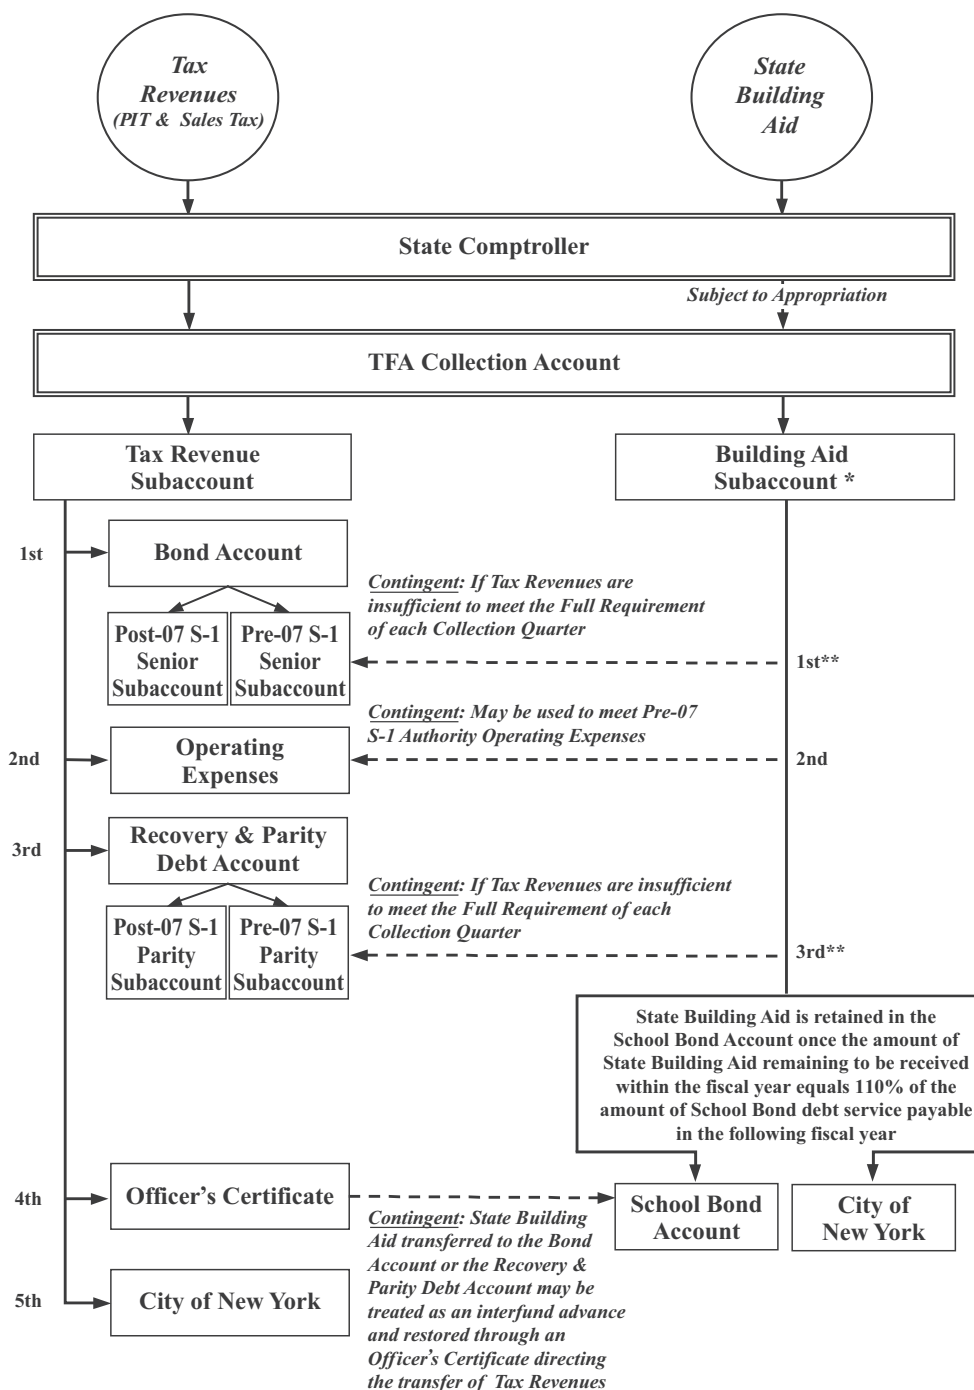 Tax
Revenues
(PIT & Sales Tax)
State
Building
Aid
State Comptroller
Subject to Appropriation
TFA Collection Account
Tax Revenue
Subaccount
Building Aid
Subaccount *
1st
Bond Account
Contingent: If Tax Revenues are
insufficient to meet the Full Requirement
of each Collection Quarter
Post-07 S-1
Senior
Subaccount
Pre-07 S-1
Senior
Subaccount
1st**
Contingent: May be used to meet Pre-07
S-1 Authority Operating Expenses
2nd
Operating
Expenses
2nd
3rd
Recovery & Parity
Debt Account
Contingent: If Tax Revenues are insufficient
to meet the Full Requirement of each
Collection Quarter
Post-07 S-1
Parity
Subaccount
Pre-07 S-1
Parity
Subaccount
3rd**
State Building Aid is retained in the
School Bond Account once the amount of
State Building Aid remaining to be received
within the fiscal year equals 110% of the
amount of School Bond debt service payable
in the following fiscal year
4th
Officer's Certificate
School Bond
Account
City of
New York
Contingent: State Building
Aid transferred to the Bond
Account or the Recovery &
Parity Debt Account may be
treated as an interfund advance
and restored through an
Officer's Certificate directing
the transfer of Tax Revenues
5th
City of New York